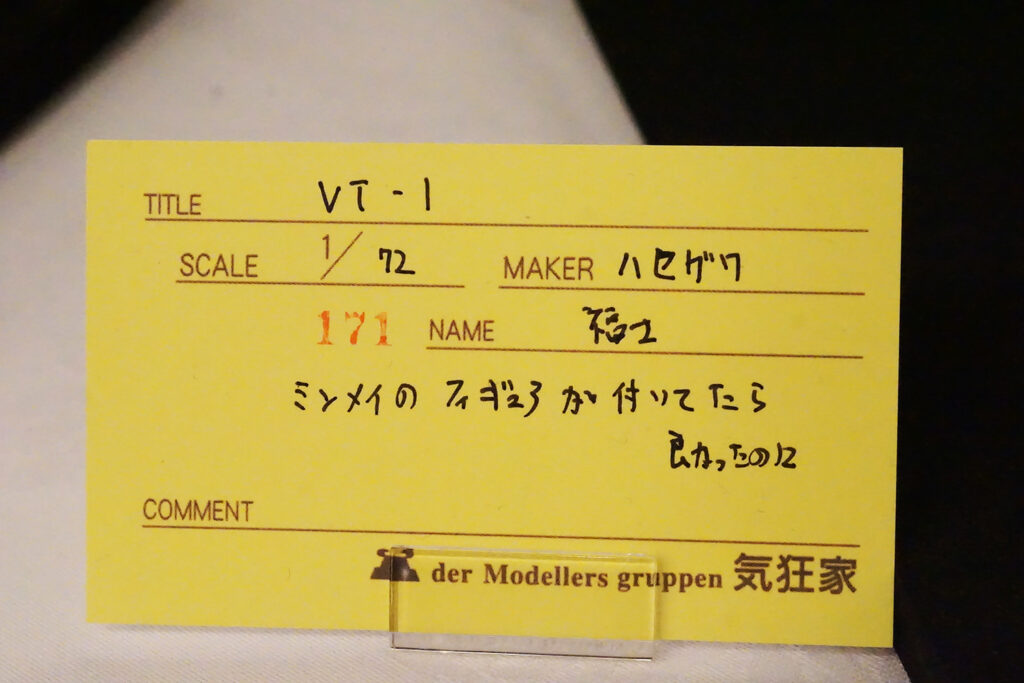 TITLE VT-1
SCALE 1/72 MAKER ハセガワ
171 NAME 福士
ミンメイの フィギュア が 付いてたら
良かったのに
COMMENT
der Modellers gruppen 気狂家